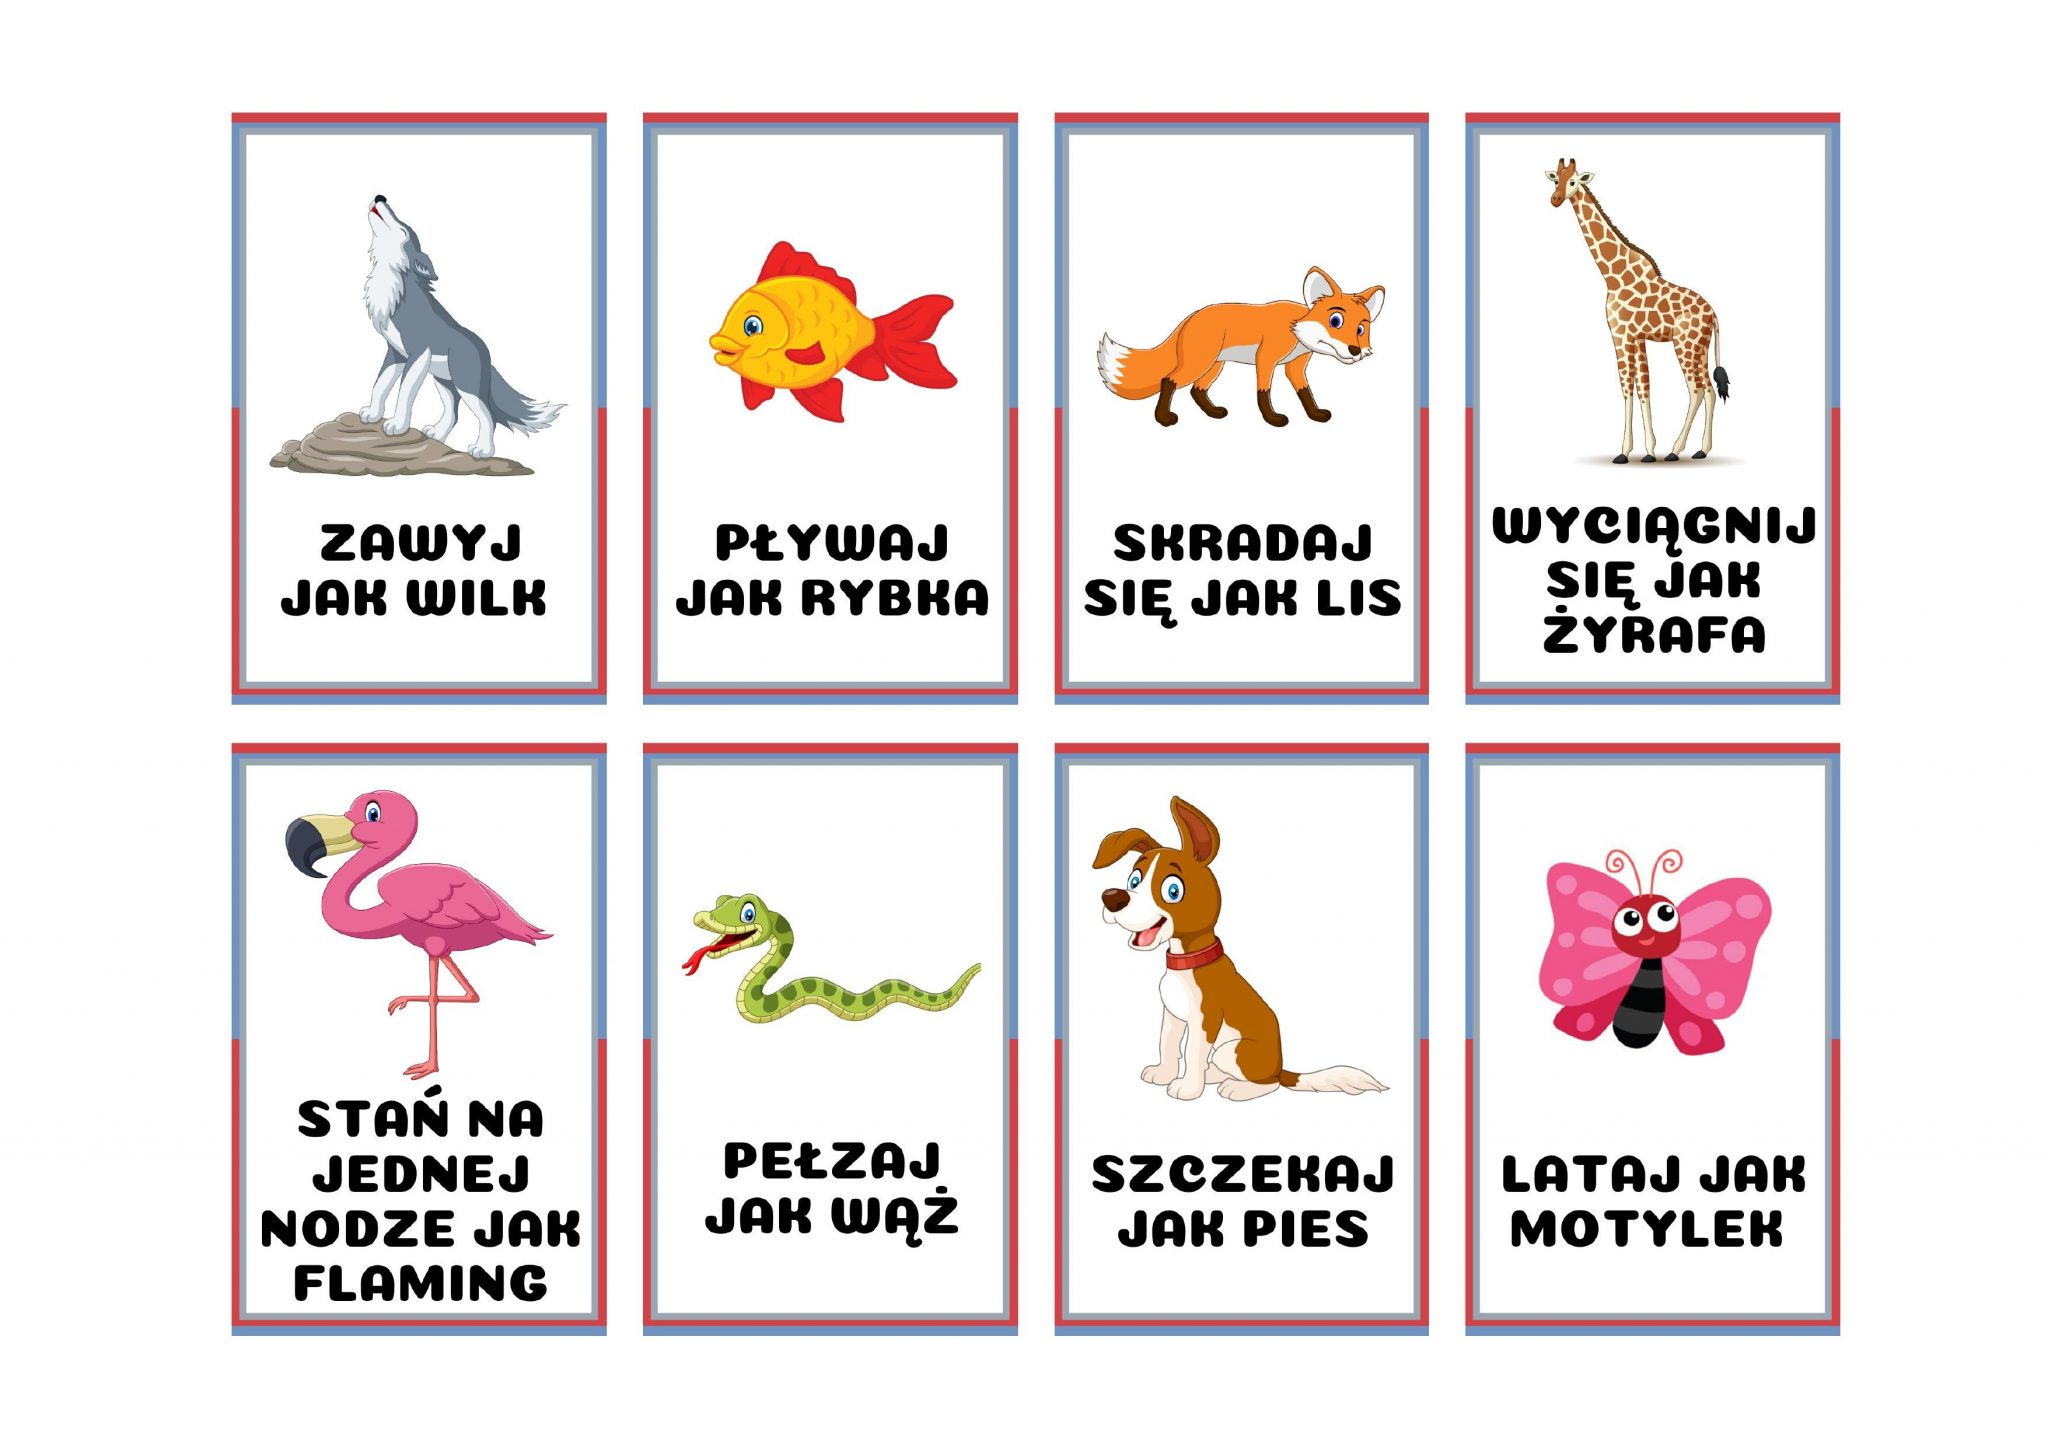 ZAWYJ
JAK WILK
PŁYWAJ
JAK RYBKA
SKRADAJ
SIĘ JAK LIS
WYCIĄGNIJ
SIĘ JAK
ŻYRAFA
STAŃ NA
JEDNEJ
NODZE JAK
FLAMING
PEŁZAJ
JAK WĄŻ
SZCZEKAJ
JAK PIES
LATAJ JAK
MOTYLEK